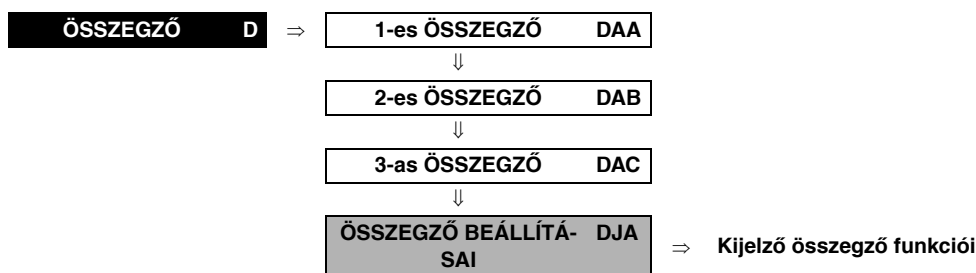 ÖSSZEGZŐ D ⇒ 1-es ÖSSZEGZŐ DAA
⇓
2-es ÖSSZEGZŐ DAB
⇓
3-as ÖSSZEGZŐ DAC
⇓
ÖSSZEGZŐ BEÁLLÍTÁ- DJA
SAI
⇒ Kijelző összegző funkciói